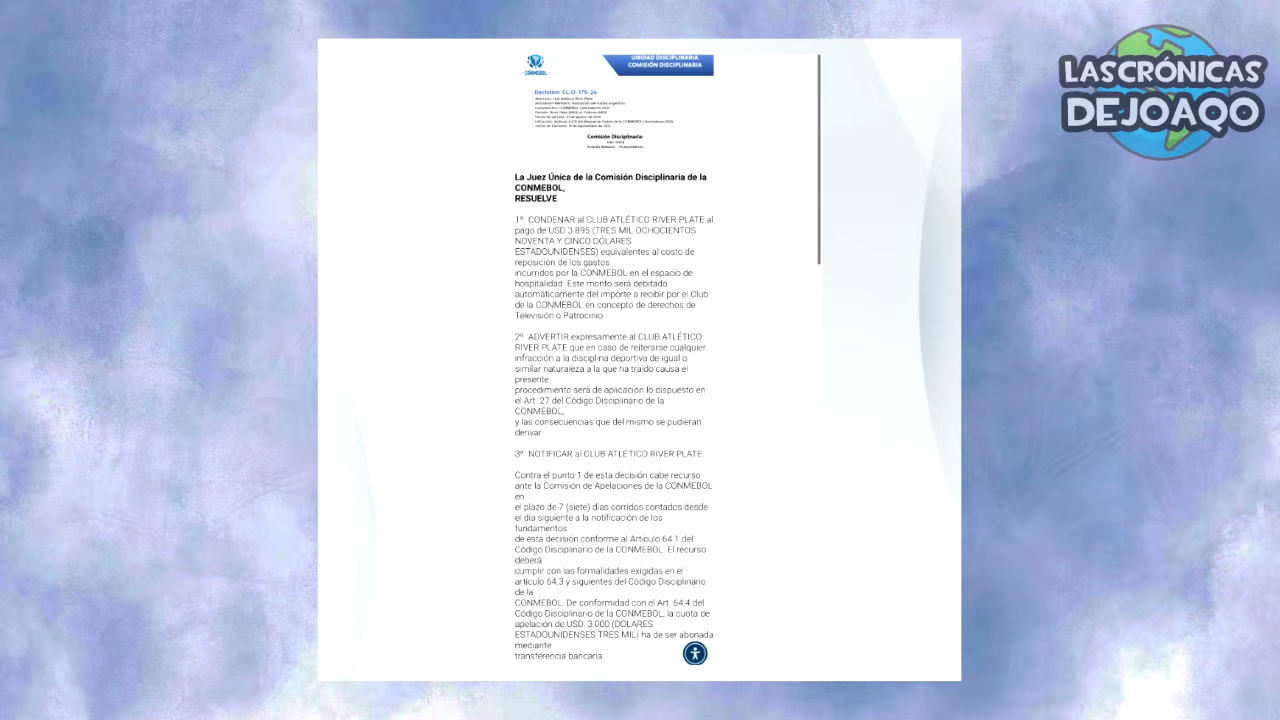 LAS CRÓNICAS
DE JOAQO
CONMEBOL
UNIDAD DISCIPLINARIA
COMISIÓN DISCIPLINARIA
Decisión: CL.O-175-24
Comisión Disciplinaria
La Juez Única de la Comisión Disciplinaria de la
CONMEBOL,
RESUELVE
1º CONDENAR al CLUB ATLÉTICO RIVER PLATE al
pago de USD 3.895 (TRES MIL OCHOCIENTOS
NOVENTA Y CINCO DÓLARES
ESTADOUNIDENSES) equivalentes al costo de
reposición de los gastos
incurridos por la CONMEBOL en el espacio de
hospitalidad. Este monto será debitado
automáticamente del importe a recibir por el Club
de la CONMEBOL en concepto de derechos de
Televisión o Patrocinio.
2º ADVERTIR expresamente al CLUB ATLÉTICO
RIVER PLATE que en caso de reiterarse cualquier
infracción a la disciplina deportiva de igual o
similar naturaleza a la que ha traido causa el
presente
procedimiento será de aplicación lo dispuesto en
el Art. 27 del Código Disciplinario de la
CONMEBOL,
y las consecuencias que del mismo se pudieran
derivar.
3º NOTIFICAR al CLUB ATLÉTICO RIVER PLATE.
Contra el punto 1 de esta decisión cabe recurso
ante la Comisión de Apelaciones de la CONMEBOL
en
el plazo de 7 (siete) días corridos contados desde
el día siguiente a la notificación de los
fundamentos
de esta decisión conforme al Articulo 64.1 del
Código Disciplinario de la CONMEBOL. El recurso
deberá
cumplir con las formalidades exigidas en el
artículo 64.3 y siguientes del Código Disciplinario
de la
CONMEBOL. De conformidad con el Art. 64.4 del
Código Disciplinario de la CONMEBOL, la cuota de
apelación de USD. 3.000 (DOLARES
ESTADOUNIDENSES TRES MIL) ha de ser abonada
mediante
transferencia bancaria